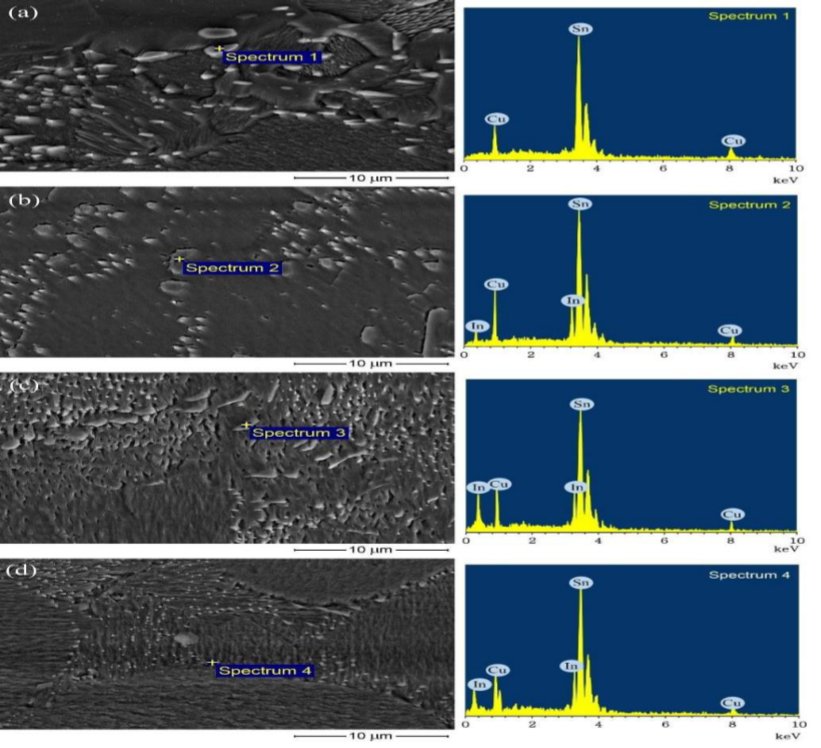 (a)
Spectrum 1
10 μm
Spectrum 1
Sn
Cu
Cu
0 2 4 6 8 10
keV
(b)
Spectrum 2
10 μm
Spectrum 2
Sn
In
Cu
In
Cu
0 2 4 6 8 10
keV
(c)
Spectrum 3
10 μm
Spectrum 3
Sn
In
Cu
In
Cu
0 2 4 6 8 10
keV
(d)
Spectrum 4
10 μm
Spectrum 4
Sn
In
Cu
In
Cu
0 2 4 6 8 10
keV